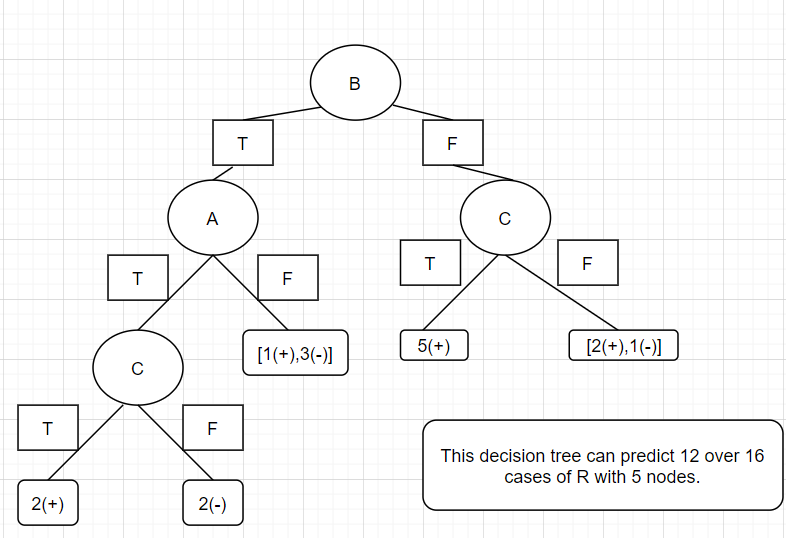 B
T
F
A
C
T
F
T
F
C
[1(+),3(-)]
5(+)
[2(+),1(-)]
T
F
2(+)
2(-)
This decision tree can predict 12 over 16
cases of R with 5 nodes.